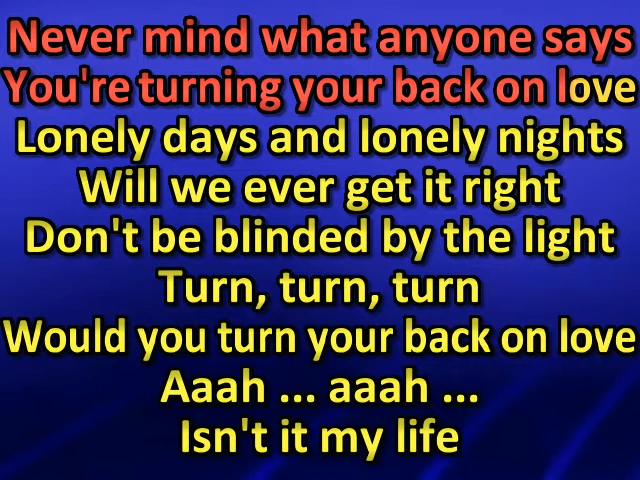 Never mind what anyone says
You're turning your back on love
Lonely days and lonely nights
Will we ever get it right
Don't be blinded by the light
Turn, turn, turn
Would you turn your back on love
Aaah ... aaah ...
Isn't it my life